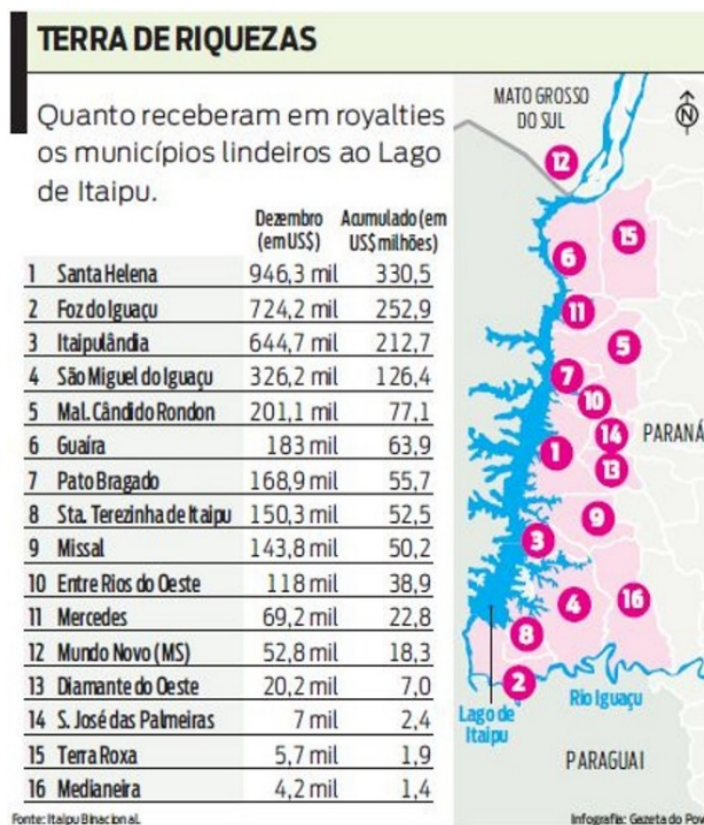 TERRA DE RIQUEZAS
Quanto receberam em royalties
os municípios lindeiros ao Lago
de Itaipu.
Dezembro (em US$) Acumulado (em US$ milhões)
1 Santa Helena 946,3 mil 330,5
2 Foz do Iguaçu 724,2 mil 252,9
3 Itaipulândia 644,7 mil 212,7
4 São Miguel do Iguaçu 326,2 mil 126,4
5 Mal. Cândido Rondon 201,1 mil 77,1
6 Guaíra 183 mil 63,9
7 Pato Bragado 168,9 mil 55,7
8 Sta. Terezinha de Itaipu 150,3 mil 52,5
9 Missal 143,8 mil 50,2
10 Entre Rios do Oeste 118 mil 38,9
11 Mercedes 69,2 mil 22,8
12 Mundo Novo (MS) 52,8 mil 18,3
13 Diamante do Oeste 20,2 mil 7,0
14 S. José das Palmeiras 7 mil 2,4
15 Terra Roxa 5,7 mil 1,9
16 Medianeira 4,2 mil 1,4
Fonte: Itaipu Binacional.
MATO GROSSO
DO SUL
N
12
15
6
11
5
7
10
14
PARANÁ
1
13
9
3
16
4
8
2
Rio Iguaçu
Lago de
Itaipu
PARAGUAI
Infografia: Gazeta do Pov